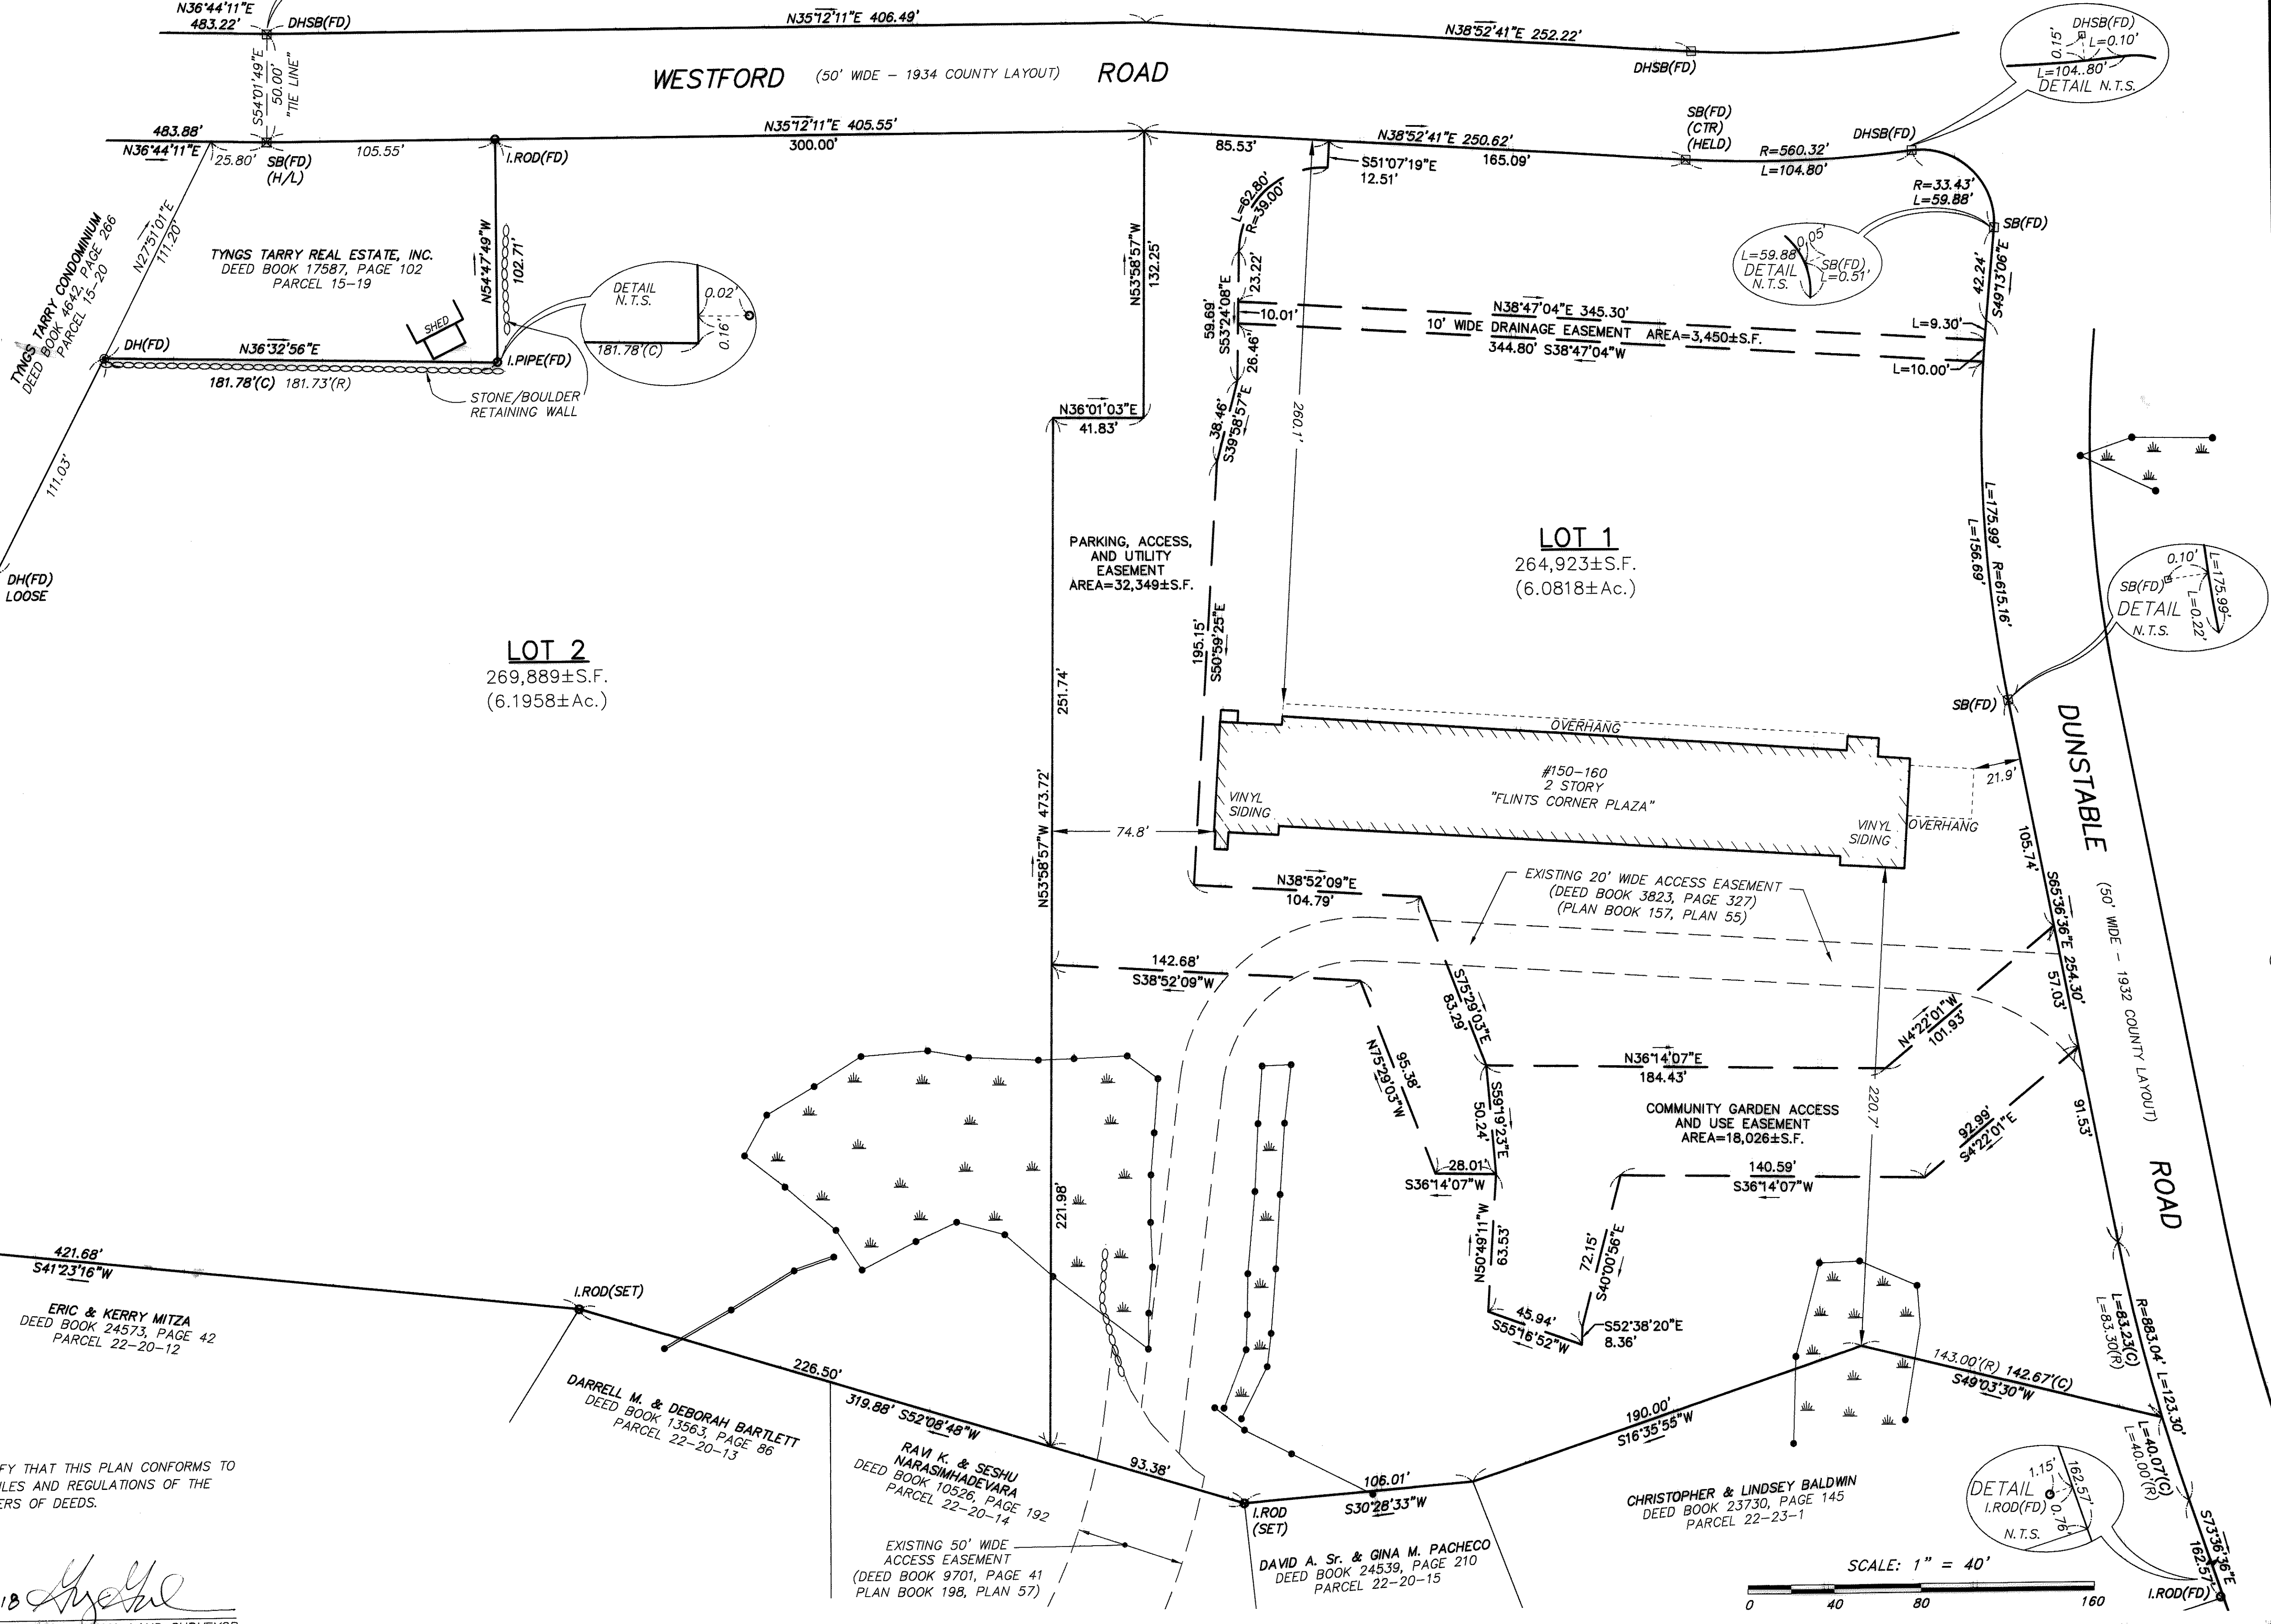 N36°44'11"E
483.22'
DHSB(FD)
N35°12'11"E 406.49'
N38°52'41"E 252.22'
DHSB(FD)
DHSB(FD)
0.15'
L=0.10'
L=104..80'
DETAIL N.T.S.
S54°01'49"E
50.00'
"TIE LINE"
WESTFORD (50' WIDE – 1934 COUNTY LAYOUT) ROAD
483.88'
N36°44'11"E
25.80'
SB(FD)
(H/L)
105.55'
I.ROD(FD)
N35°12'11"E 405.55'
300.00'
85.53'
N38°52'41"E 250.62'
165.09'
S51°07'19"E
12.51'
SB(FD)
(CTR)
(HELD)
R=560.32'
L=104.80'
DHSB(FD)
R=33.43'
L=59.88'
SB(FD)
L=59.88'
0.05'
SB(FD)
L=0.51'
DETAIL
N.T.S.
42.24'
S49°13'06"E
TYNGS TARRY CONDOMINIUM
DEED BOOK 4642, PAGE 266
PARCEL 15-20
N27°51'01"E
111.20'
TYNGS TARRY REAL ESTATE, INC.
DEED BOOK 17587, PAGE 102
PARCEL 15-19
N54°47'49"W
102.71'
SHED
DH(FD)
N36°32'56"E
181.78'(C) 181.73'(R)
I.PIPE(FD)
STONE/BOULDER
RETAINING WALL
DETAIL
N.T.S.
0.02'
0.16'
181.78'(C)
111.03'
DH(FD)
LOOSE
N53°58'57"W
132.25'
N36°01'03"E
41.83'
L=62.80'
R=39.00'
23.22'
59.69'
S53°24'08"E
10.01'
26.46'
38.46'
S39°58'57"E
N38°47'04"E 345.30'
10' WIDE DRAINAGE EASEMENT AREA=3,450±S.F.
344.80' S38°47'04"W
L=9.30'
L=10.00'
260.1'
PARKING, ACCESS,
AND UTILITY
EASEMENT
AREA=32,349±S.F.
LOT 1
264,923±S.F.
(6.0818±Ac.)
L=175.99' R=615.16'
L=156.69'
0.10'
SB(FD)
L=175.99'
L=0.22'
DETAIL
N.T.S.
SB(FD)
LOT 2
269,889±S.F.
(6.1958±Ac.)
195.15'
S50°59'25"E
251.74'
N53°58'57"W 473.72'
74.8'
OVERHANG
#150-160
2 STORY
"FLINTS CORNER PLAZA"
VINYL
SIDING
VINYL
SIDING
OVERHANG
21.9'
DUNSTABLE (50' WIDE – 1932 COUNTY LAYOUT) ROAD
105.74'
S65°36'36"E 254.30'
57.03'
91.53'
N38°52'09"E
104.79'
EXISTING 20' WIDE ACCESS EASEMENT
(DEED BOOK 3823, PAGE 327)
(PLAN BOOK 157, PLAN 55)
142.68'
S38°52'09"W
S75°29'03"E
83.29'
95.38'
N75°29'03"W
N36°14'07"E
184.43'
N4°22'01"W
101.93'
COMMUNITY GARDEN ACCESS
AND USE EASEMENT
AREA=18,026±S.F.
220.7'
92.99'
S4°22'01"E
S59°19'23"E
50.24'
28.01'
S36°14'07"W
140.59'
S36°14'07"W
N50°49'11"W
63.53'
72.15'
S40°00'56"E
45.94'
S55°16'52"W
S52°38'20"E
8.36'
221.98'
421.68'
S41°23'16"W
I.ROD(SET)
ERIC & KERRY MITZA
DEED BOOK 24573, PAGE 42
PARCEL 22-20-12
226.50'
319.88' S52°08'48"W
DARRELL M. & DEBORAH BARTLETT
DEED BOOK 13563, PAGE 86
PARCEL 22-20-13
RAVI K. & SESHU
NARASIMHADEVARA
DEED BOOK 10526, PAGE 192
PARCEL 22-20-14
93.38'
I.ROD
(SET)
106.01'
S30°28'33"W
190.00'
S16°35'55"W
143.00'(R) 142.67'(C)
S49°03'30"W
R=883.04' L=123.30'
L=83.23(C)
L=83.30(R)
L=40.07'(C)
L=40.00'(R)
EXISTING 50' WIDE
ACCESS EASEMENT
(DEED BOOK 9701, PAGE 41
PLAN BOOK 198, PLAN 57)
DAVID A. Sr. & GINA M. PACHECO
DEED BOOK 24539, PAGE 210
PARCEL 22-20-15
CHRISTOPHER & LINDSEY BALDWIN
DEED BOOK 23730, PAGE 145
PARCEL 22-23-1
DETAIL
I.ROD(FD)
N.T.S.
1.15'
162.57'
0.76'
S73°36'36"E
162.57'
I.ROD(FD)
SCALE: 1" = 40'
0 40 80 160
FY THAT THIS PLAN CONFORMS TO
LES AND REGULATIONS OF THE
ERS OF DEEDS.
18